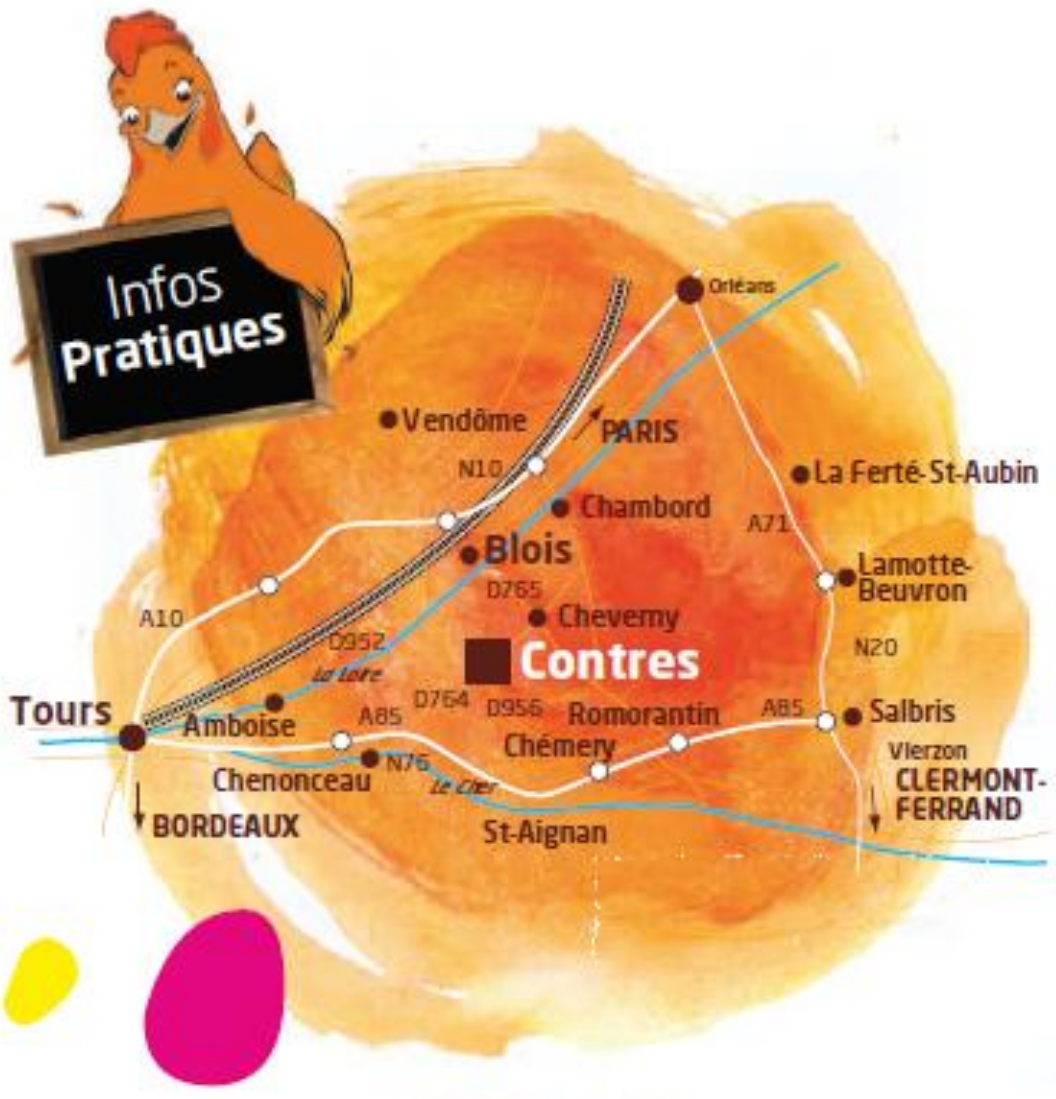 Infos
Pratiques
Orléans
Vendôme
PARIS
N10
La Ferté-St-Aubin
Chambord
A71
Blois
Lamotte-
Beuvron
D765
Cheverny
A10
D952
N20
La Loire
Contres
D764
D956
Tours
Amboise
A85
Romorantin
A85
Salbris
Chémery
Vierzon
Chenonceau
N76
Le Cher
CLERMONT-
FERRAND
BORDEAUX
St-Aignan